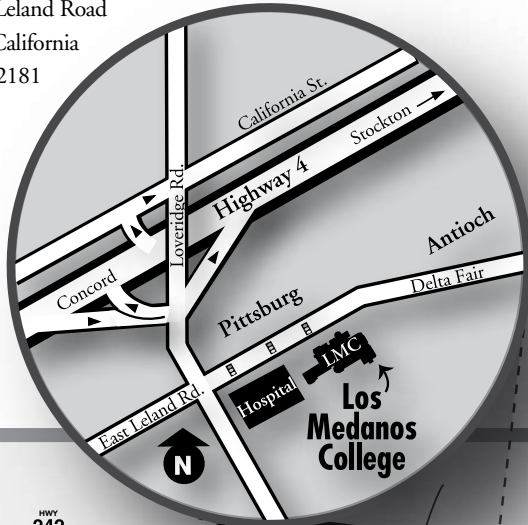 Leland Road
California
2181
California St.
Stockton
Loveridge Rd.
Highway 4
Concord
Antioch
Pittsburg
Delta Fair
LMC
Hospital
East Leland Rd.
Los
Medanos
College
N
HWY
242